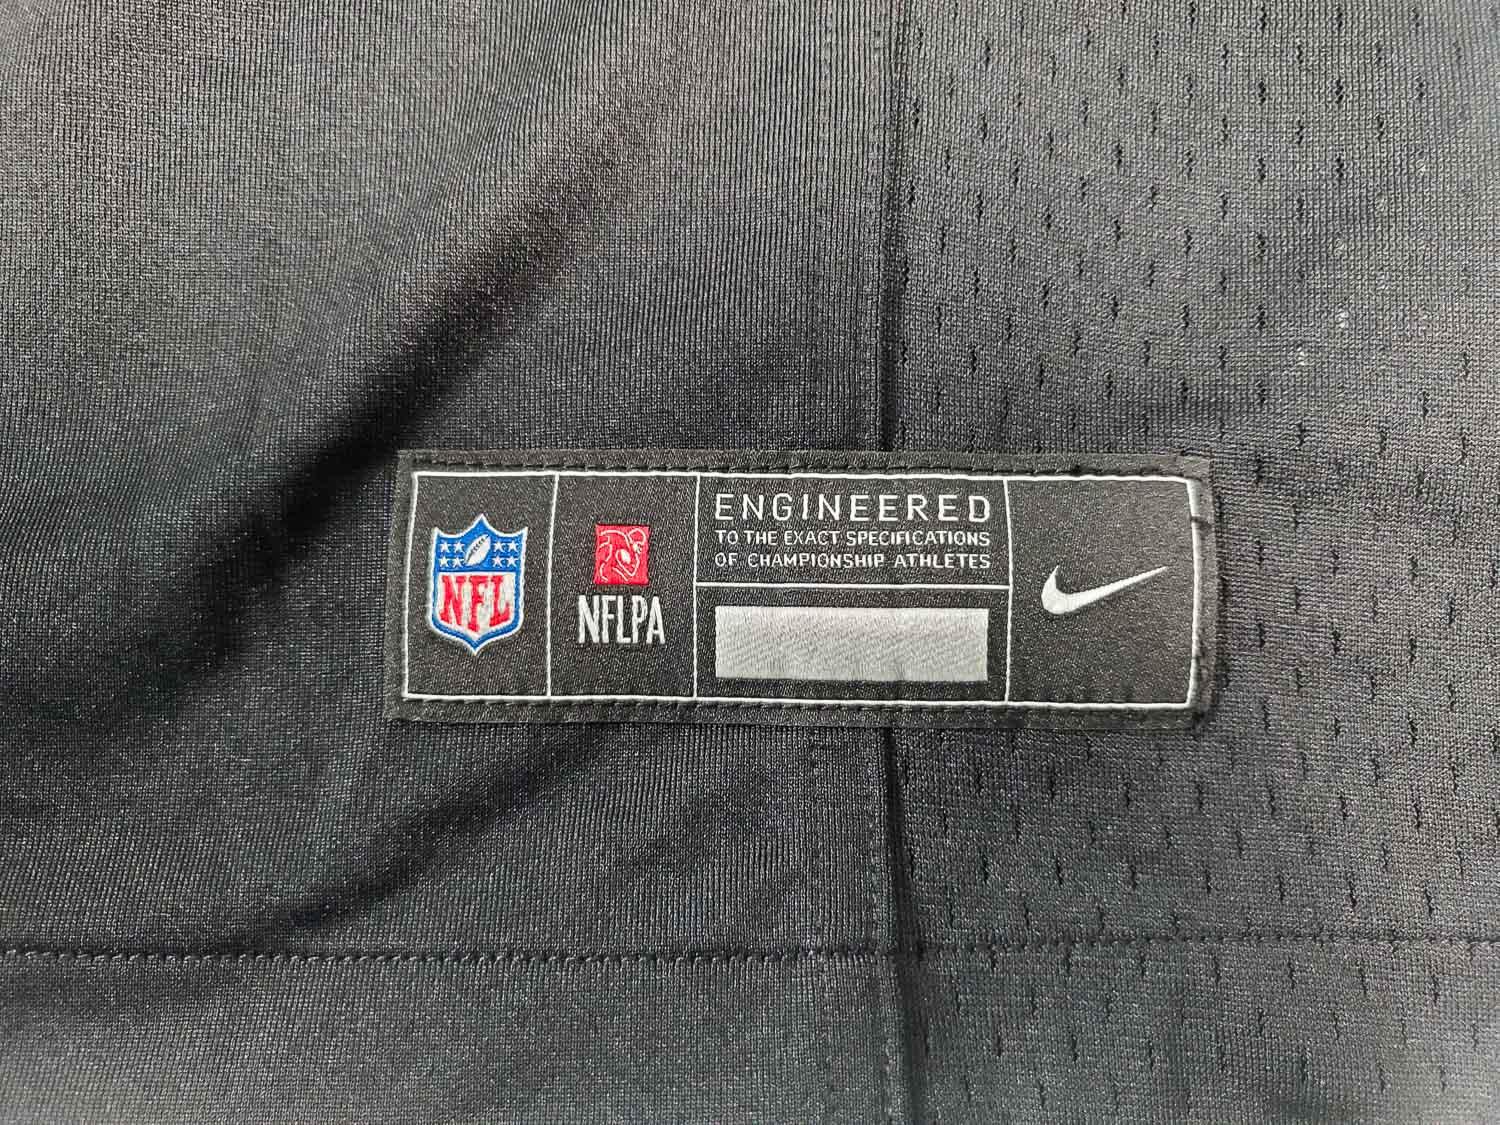 NFL
NFLPA
ENGINEERED
TO THE EXACT SPECIFICATIONS
OF CHAMPIONSHIP ATHLETES